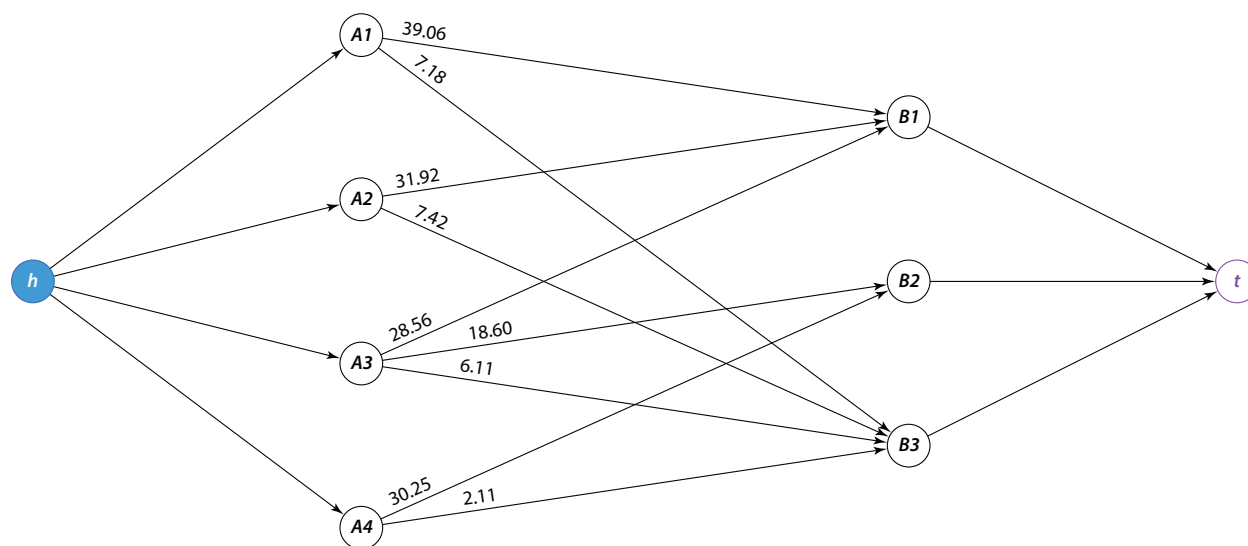 A1
39.06
7.18
B1
A2
31.92
7.42
h
B2
t
A3
28.56
18.60
6.11
B3
A4
30.25
2.11